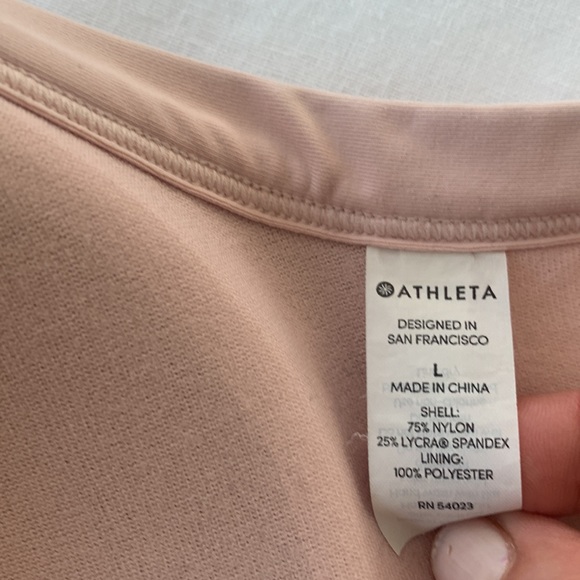 ATHLETA
DESIGNED IN
SAN FRANCISCO
L
MADE IN CHINA
SHELL:
75% NYLON
25% LYCRA® SPANDEX
LINING:
100% POLYESTER
RN 54023